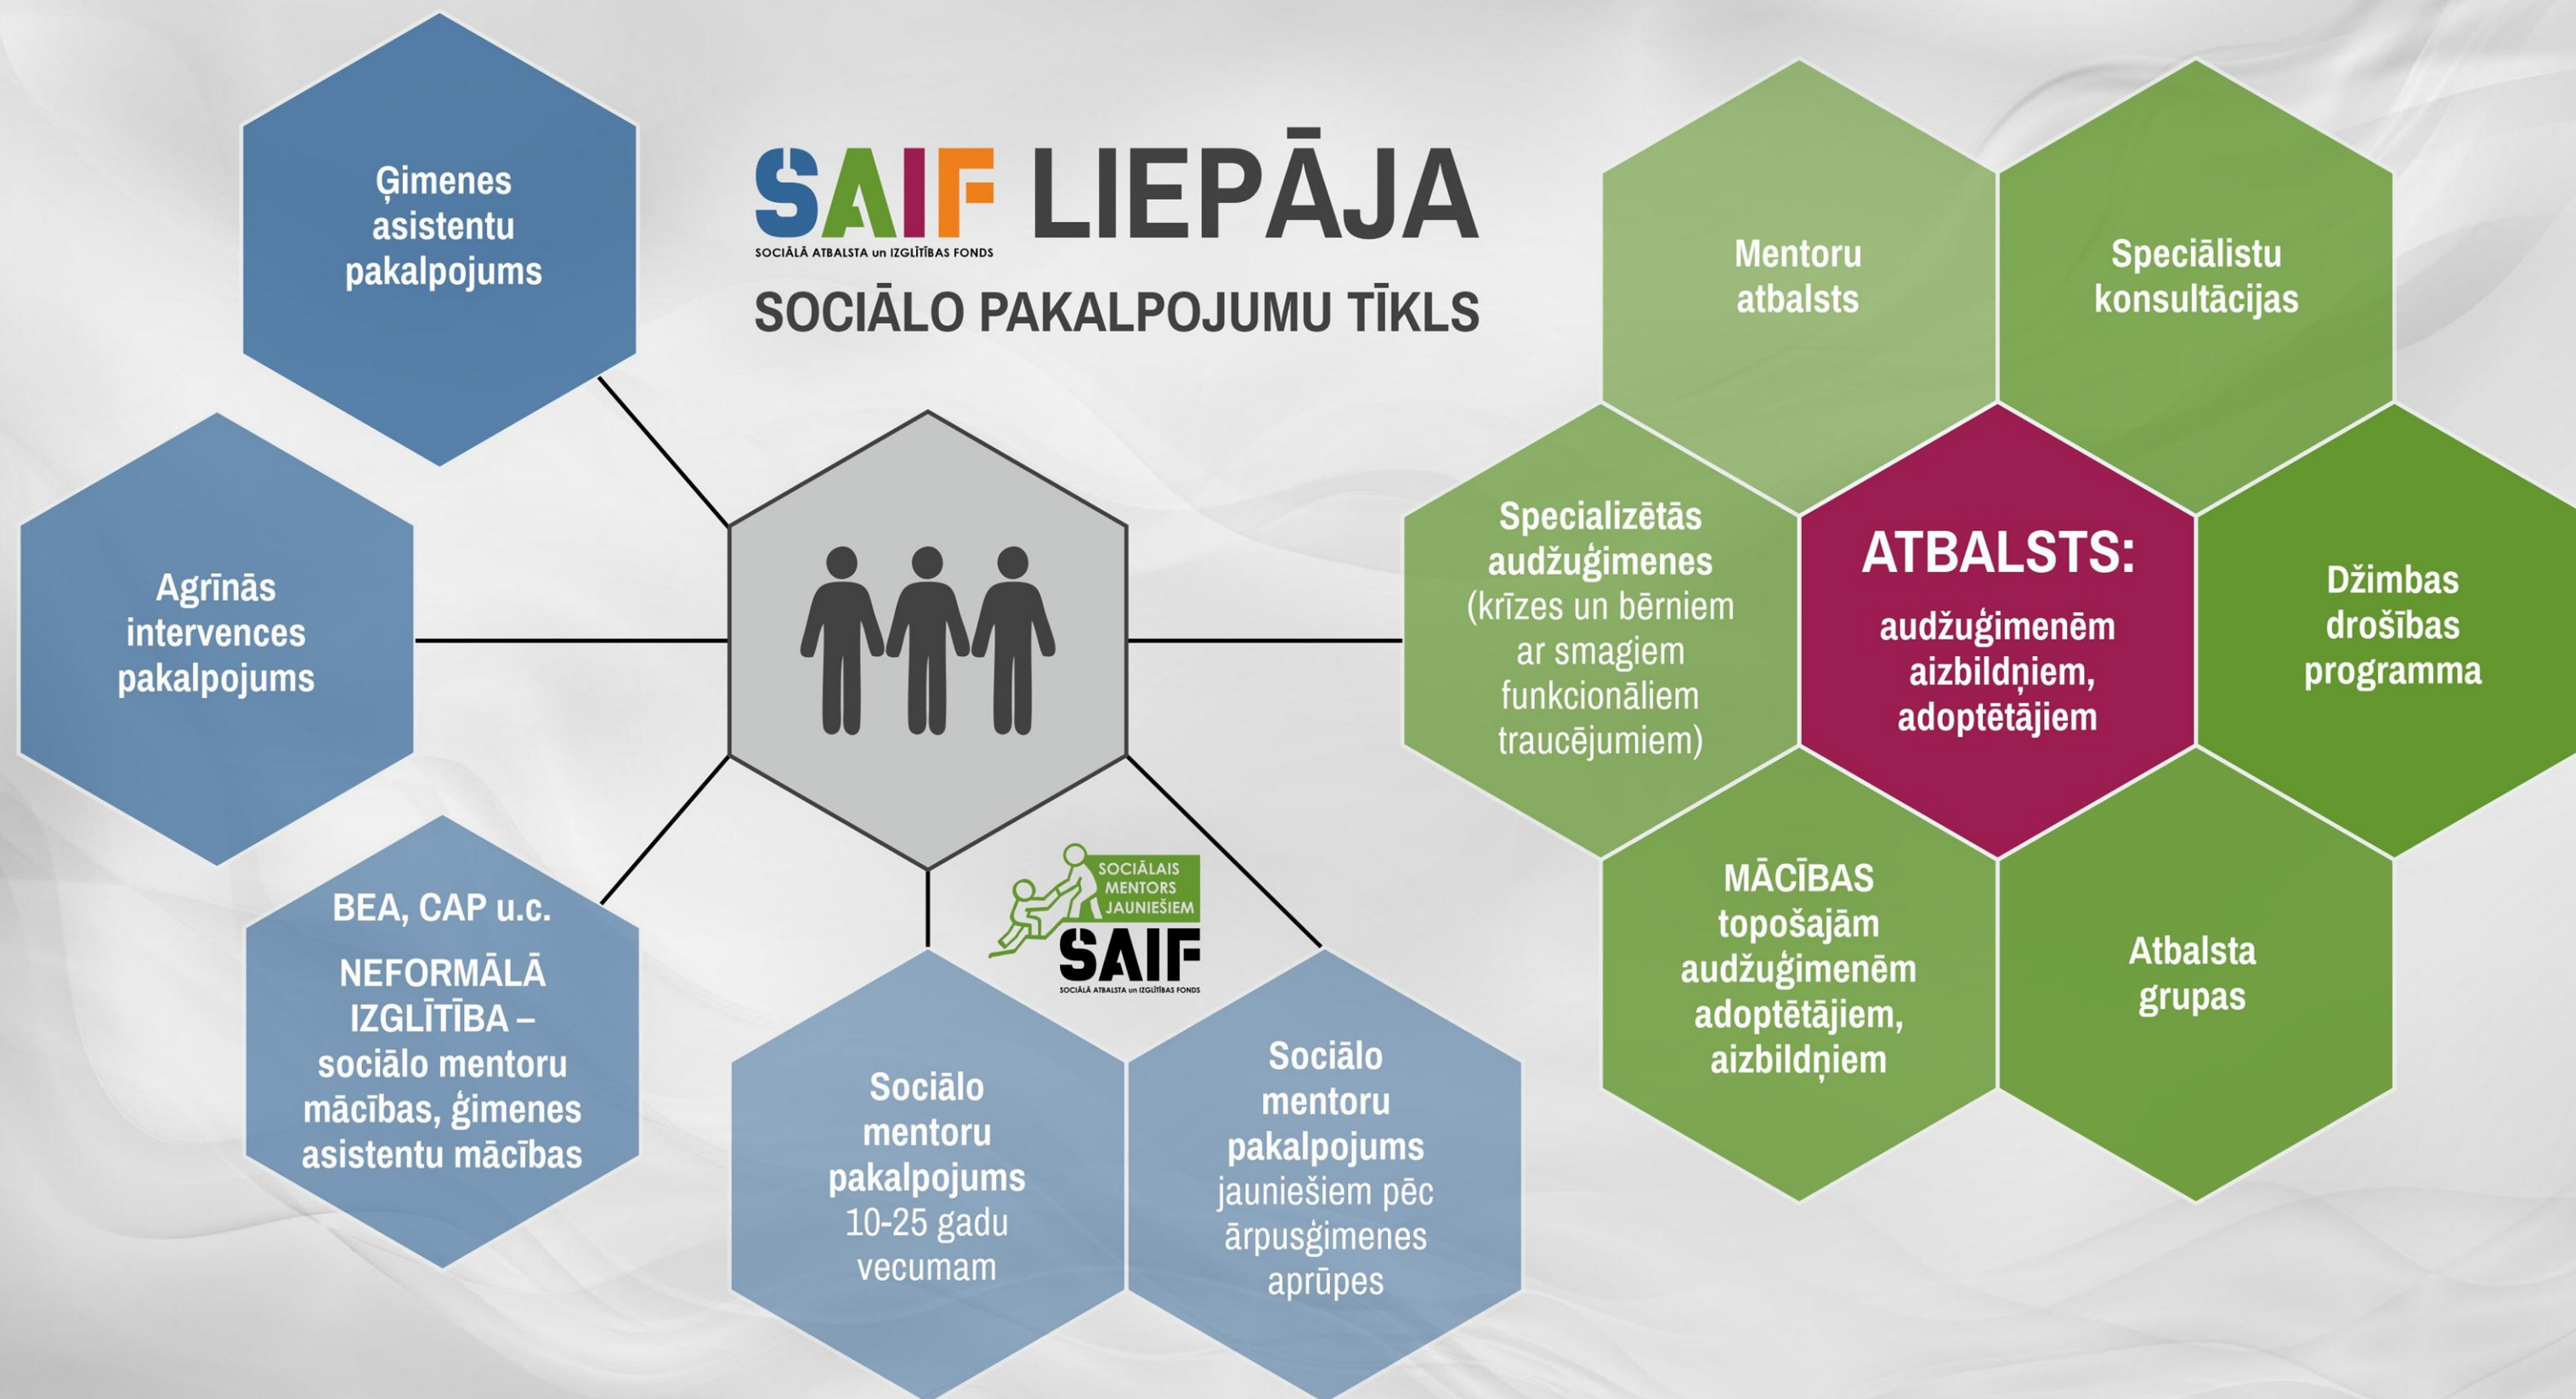 Ģimenes
asistentu
pakalpojums
SAIF LIEPĀJA
SOCIĀLĀ ATBALSTA un IZGLĪTĪBAS FONDS
SOCIĀLO PAKALPOJUMU TĪKLS
Mentoru
atbalsts
Speciālistu
konsultācijas
Agrīnās
intervences
pakalpojums
Specializētās
audžuģimenes
(krīzes un bērniem
ar smagiem
funkcionāliem
traucējumiem)
ATBALSTS:
audžuģimenēm
aizbildņiem,
adoptētājiem
Džimbas
drošības
programma
BEA, CAP u.c.
NEFORMĀLĀ
IZGLĪTĪBA –
sociālo mentoru
mācības, ģimenes
asistentu mācības
SOCIĀLAIS
MENTORS
JAUNIEŠIEM
SAIF
SOCIĀLĀ ATBALSTA un IZGLĪTĪBAS FONDS
Sociālo
mentoru
pakalpojums
10-25 gadu
vecumam
Sociālo
mentoru
pakalpojums
jauniešiem pēc
ārpusģimenes
aprūpes
MĀCĪBAS
topošajām
audžuģimenēm
adoptētājiem,
aizbildņiem
Atbalsta
grupas